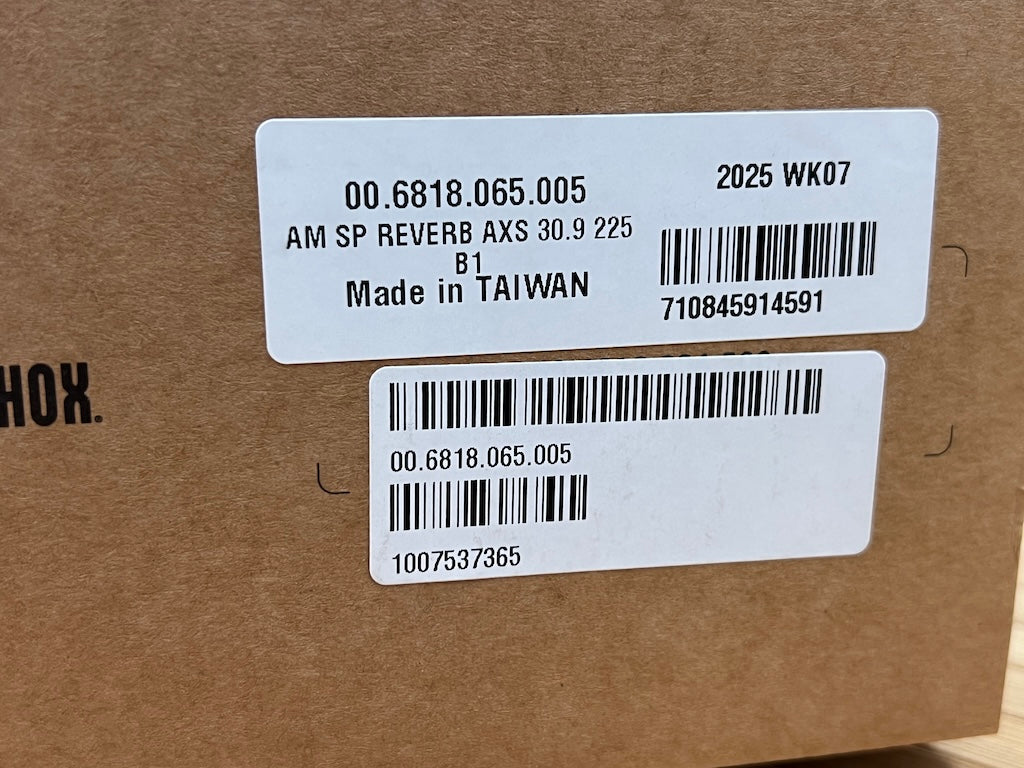 00.6818.065.005
2025 WK07
AM SP REVERB AXS 30.9 225
B1
Made in TAIWAN
710845914591
HOX.
00.6818.065.005
1007537365